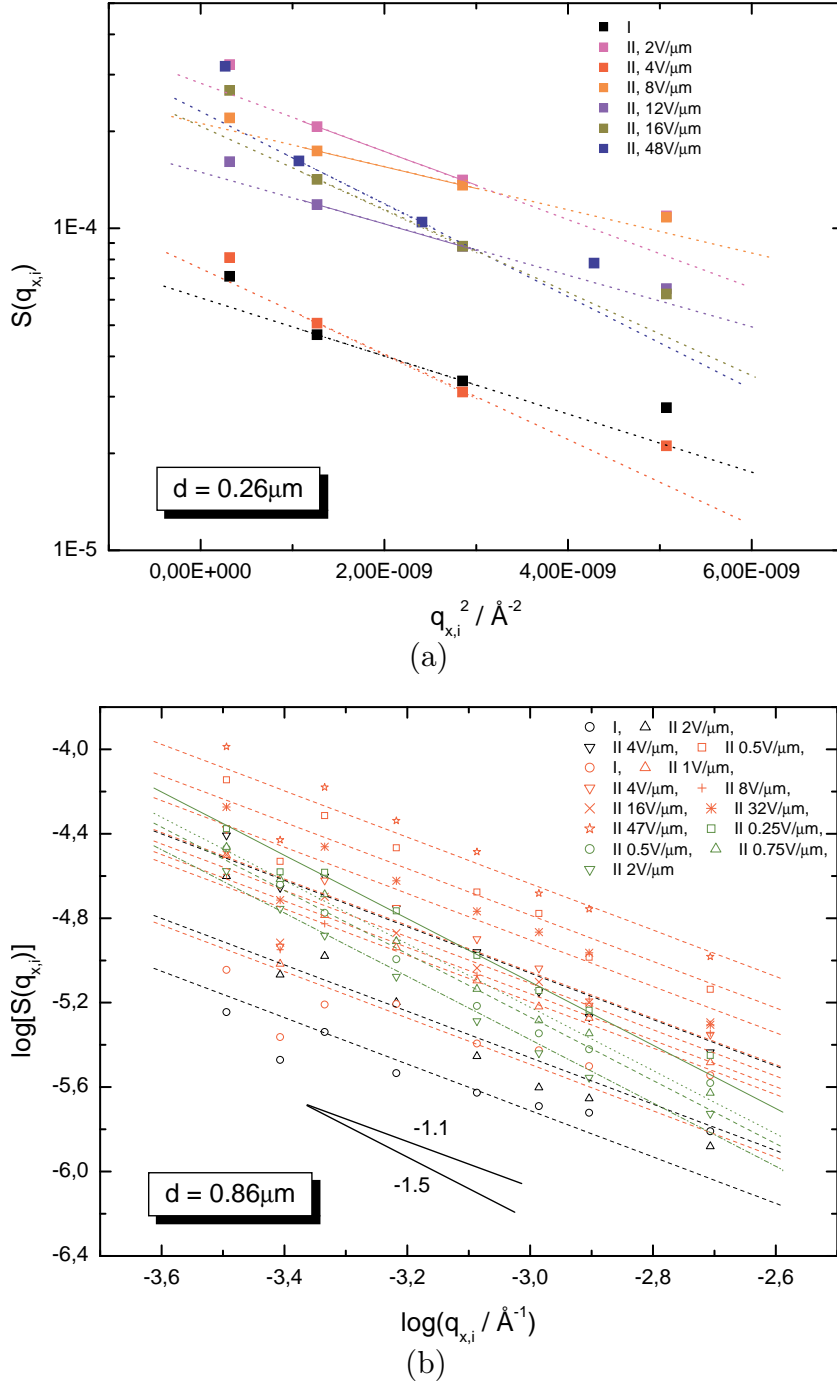 I
II, 2V/μm
II, 4V/μm
II, 8V/μm
II, 12V/μm
II, 16V/μm
II, 48V/μm
1E-4
1E-5
S(q_{x,i})
d = 0.26μm
0,00E+000 2,00E-009 4,00E-009 6,00E-009
q_{x,i}^2 / Å^{-2}
(a)
I, II 2V/μm,
II 4V/μm, II 0.5V/μm,
I, II 1V/μm,
II 4V/μm, II 8V/μm,
II 16V/μm, II 32V/μm,
II 47V/μm, II 0.25V/μm,
II 0.5V/μm, II 0.75V/μm,
II 2V/μm
-4,0
-4,4
-4,8
-5,2
-5,6
-6,0
-6,4
log[S(q_{x,i})]
-1.1
-1.5
d = 0.86μm
-3,6 -3,4 -3,2 -3,0 -2,8 -2,6
log(q_{x,i} / Å^{-1})
(b)